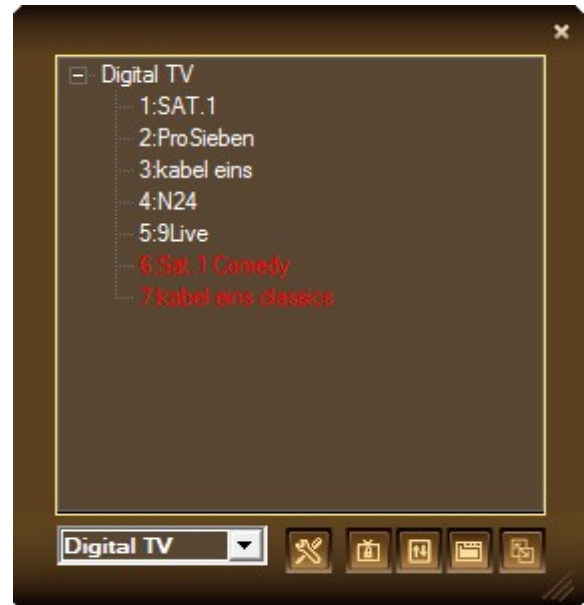 Digital TV
1:SAT.1
2:ProSieben
3:kabel eins
4:N24
5:9Live
6:Sat.1 Comedy
7:kabel eins classics
Digital TV